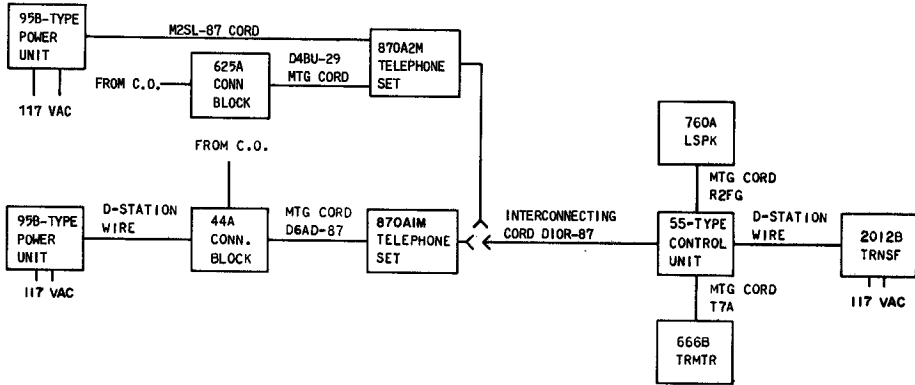 95B-TYPE
POWER
UNIT
117 VAC
M2SL-87 CORD
FROM C.O.
625A
CONN
BLOCK
D4BU-29
MTG CORD
870A2M
TELEPHONE
SET
FROM C.O.
95B-TYPE
POWER
UNIT
117 VAC
D-STATION
WIRE
44A
CONN.
BLOCK
MTG CORD
D6AD-87
870A1M
TELEPHONE
SET
INTERCONNECTING
CORD D10R-87
760A
LSPK
MTG CORD
R2FG
55-TYPE
CONTROL
UNIT
D-STATION
WIRE
2012B
TRNSF
117 VAC
MTG CORD
T7A
666B
TRMTR